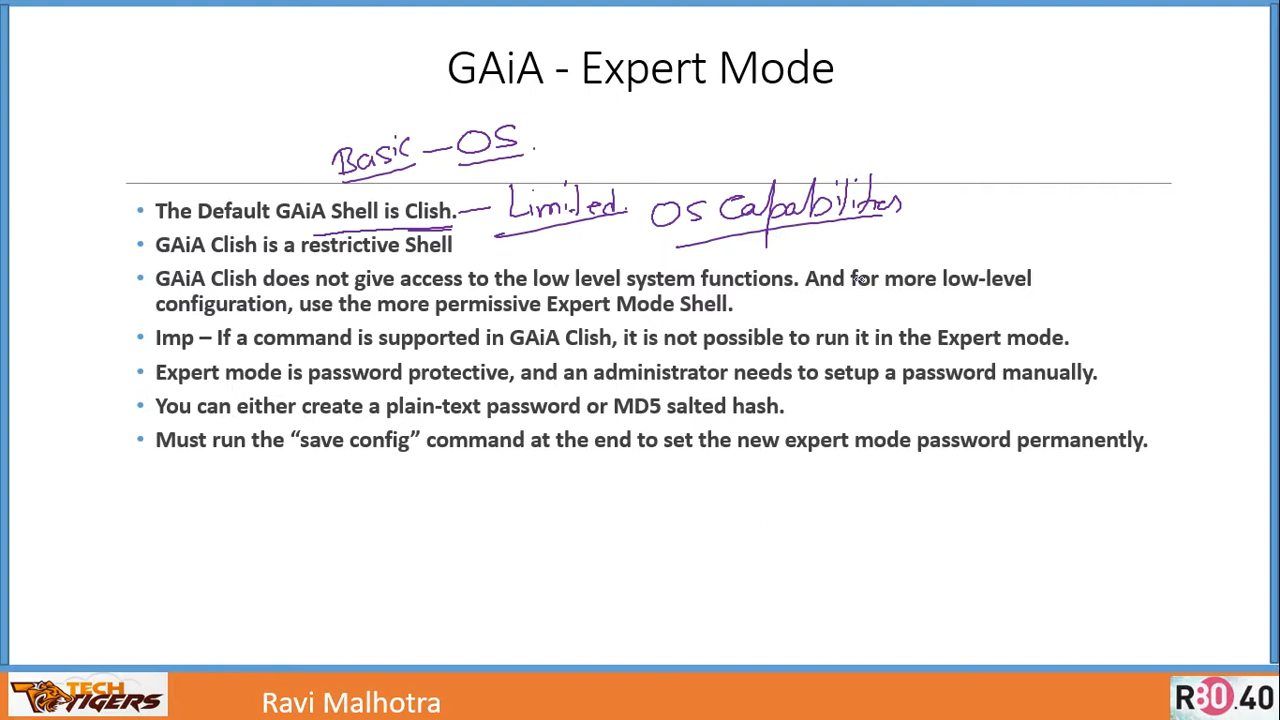 GAiA - Expert Mode
Basic - OS.
The Default GAiA Shell is Clish. - Limited OS Capabilities
GAiA Clish is a restrictive Shell
GAiA Clish does not give access to the low level system functions. And for more low-level
configuration, use the more permissive Expert Mode Shell.
Imp – If a command is supported in GAiA Clish, it is not possible to run it in the Expert mode.
Expert mode is password protective, and an administrator needs to setup a password manually.
You can either create a plain-text password or MD5 salted hash.
Must run the “save config” command at the end to set the new expert mode password permanently.
TECH
TIGERS
Ravi Malhotra
R80.40